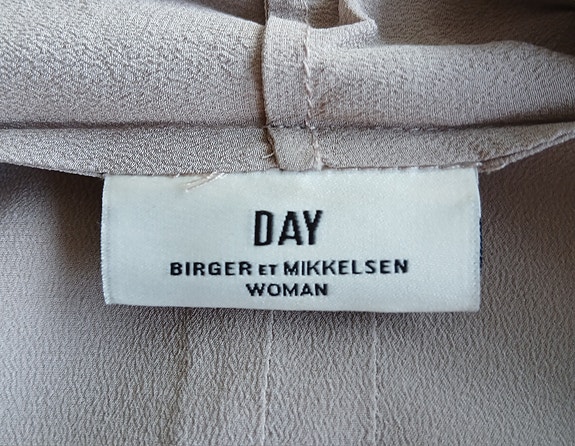 DAY
BIRGER ET MIKKELSEN
WOMAN